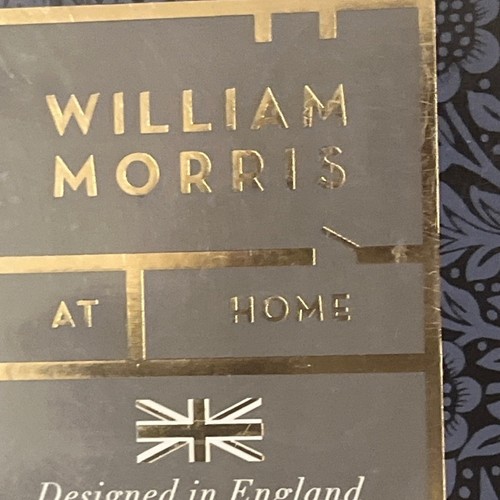 WILLIAM
MORRIS
AT HOME
Designed in England